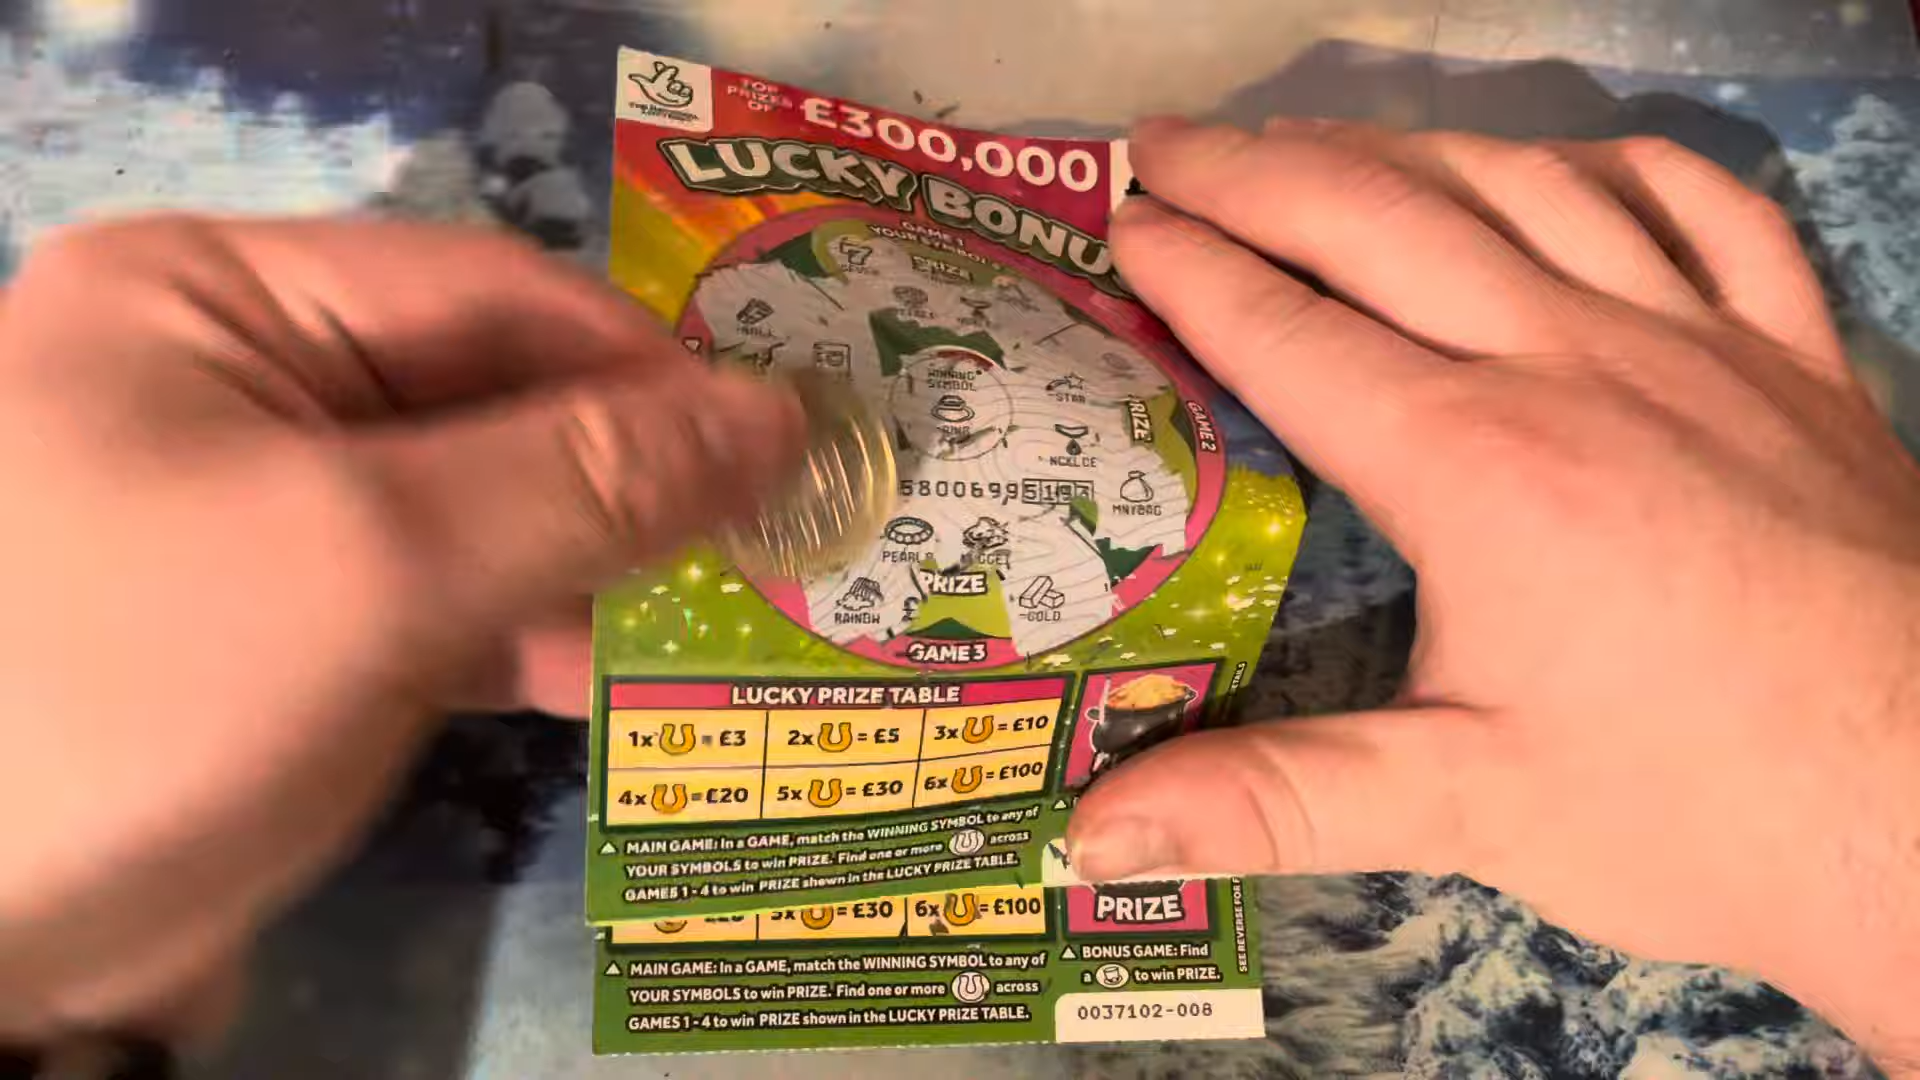 TOP
PRIZES
OF
£300,000
LUCKY BONU
GAME 1
YOUR SYMBOLS
SEVEN
PRIZE
WINNING
SYMBOL
RING
STAR
PRIZE
GAME 2
NCKLCE
MNYBAG
5800699
PEARLS
NUGGET
PRIZE
RAINBW
GOLD
GAME 3
LUCKY PRIZE TABLE
1x = £3
2x = £5
3x = £10
4x = £20
5x = £30
6x = £100
MAIN GAME: In a GAME, match the WINNING SYMBOL to any of
YOUR SYMBOLS to win PRIZE. Find one or more across
GAMES 1 - 4 to win PRIZE shown in the LUCKY PRIZE TABLE.
= £30
6x = £100
PRIZE
MAIN GAME: In a GAME, match the WINNING SYMBOL to any of
YOUR SYMBOLS to win PRIZE. Find one or more across
GAMES 1 - 4 to win PRIZE shown in the LUCKY PRIZE TABLE.
BONUS GAME: Find
a to win PRIZE.
0037102-008
SEE REVERSE FOR